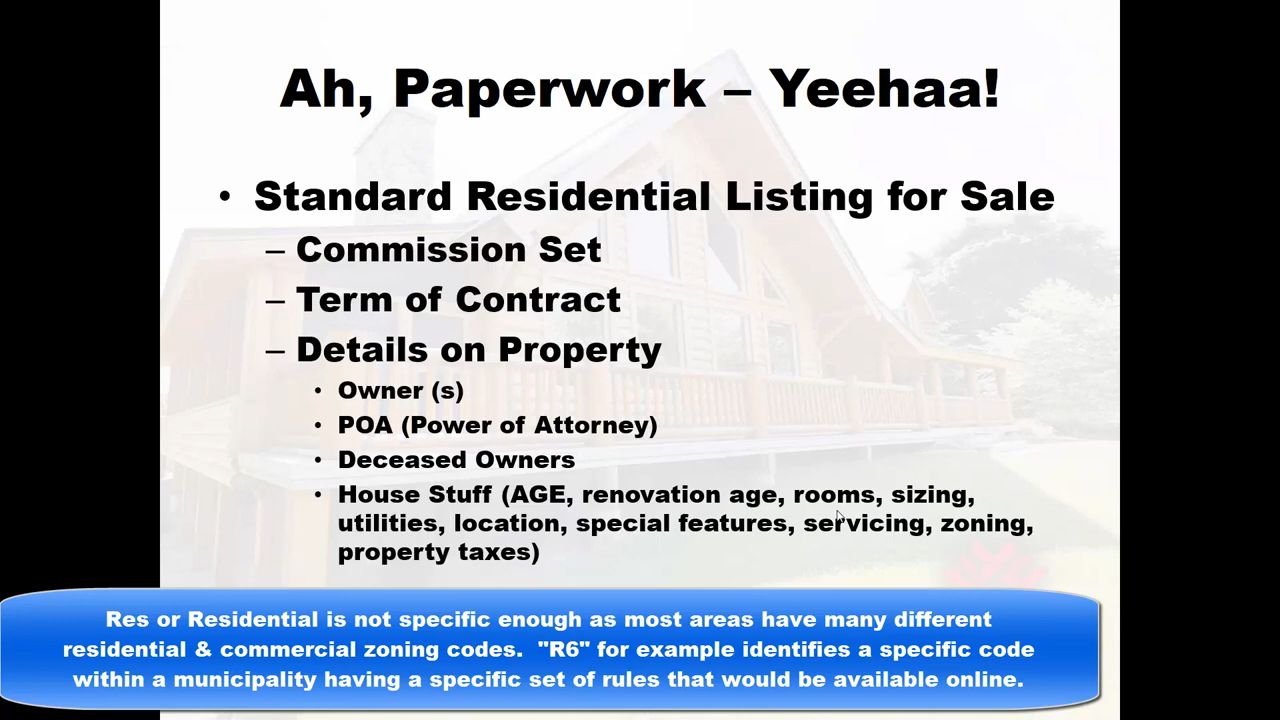 Ah, Paperwork – Yeehaa!
• Standard Residential Listing for Sale
– Commission Set
– Term of Contract
– Details on Property
• Owner (s)
• POA (Power of Attorney)
• Deceased Owners
• House Stuff (AGE, renovation age, rooms, sizing,
utilities, location, special features, servicing, zoning,
property taxes)
Res or Residential is not specific enough as most areas have many different
residential & commercial zoning codes.  "R6" for example identifies a specific code
within a municipality having a specific set of rules that would be available online.